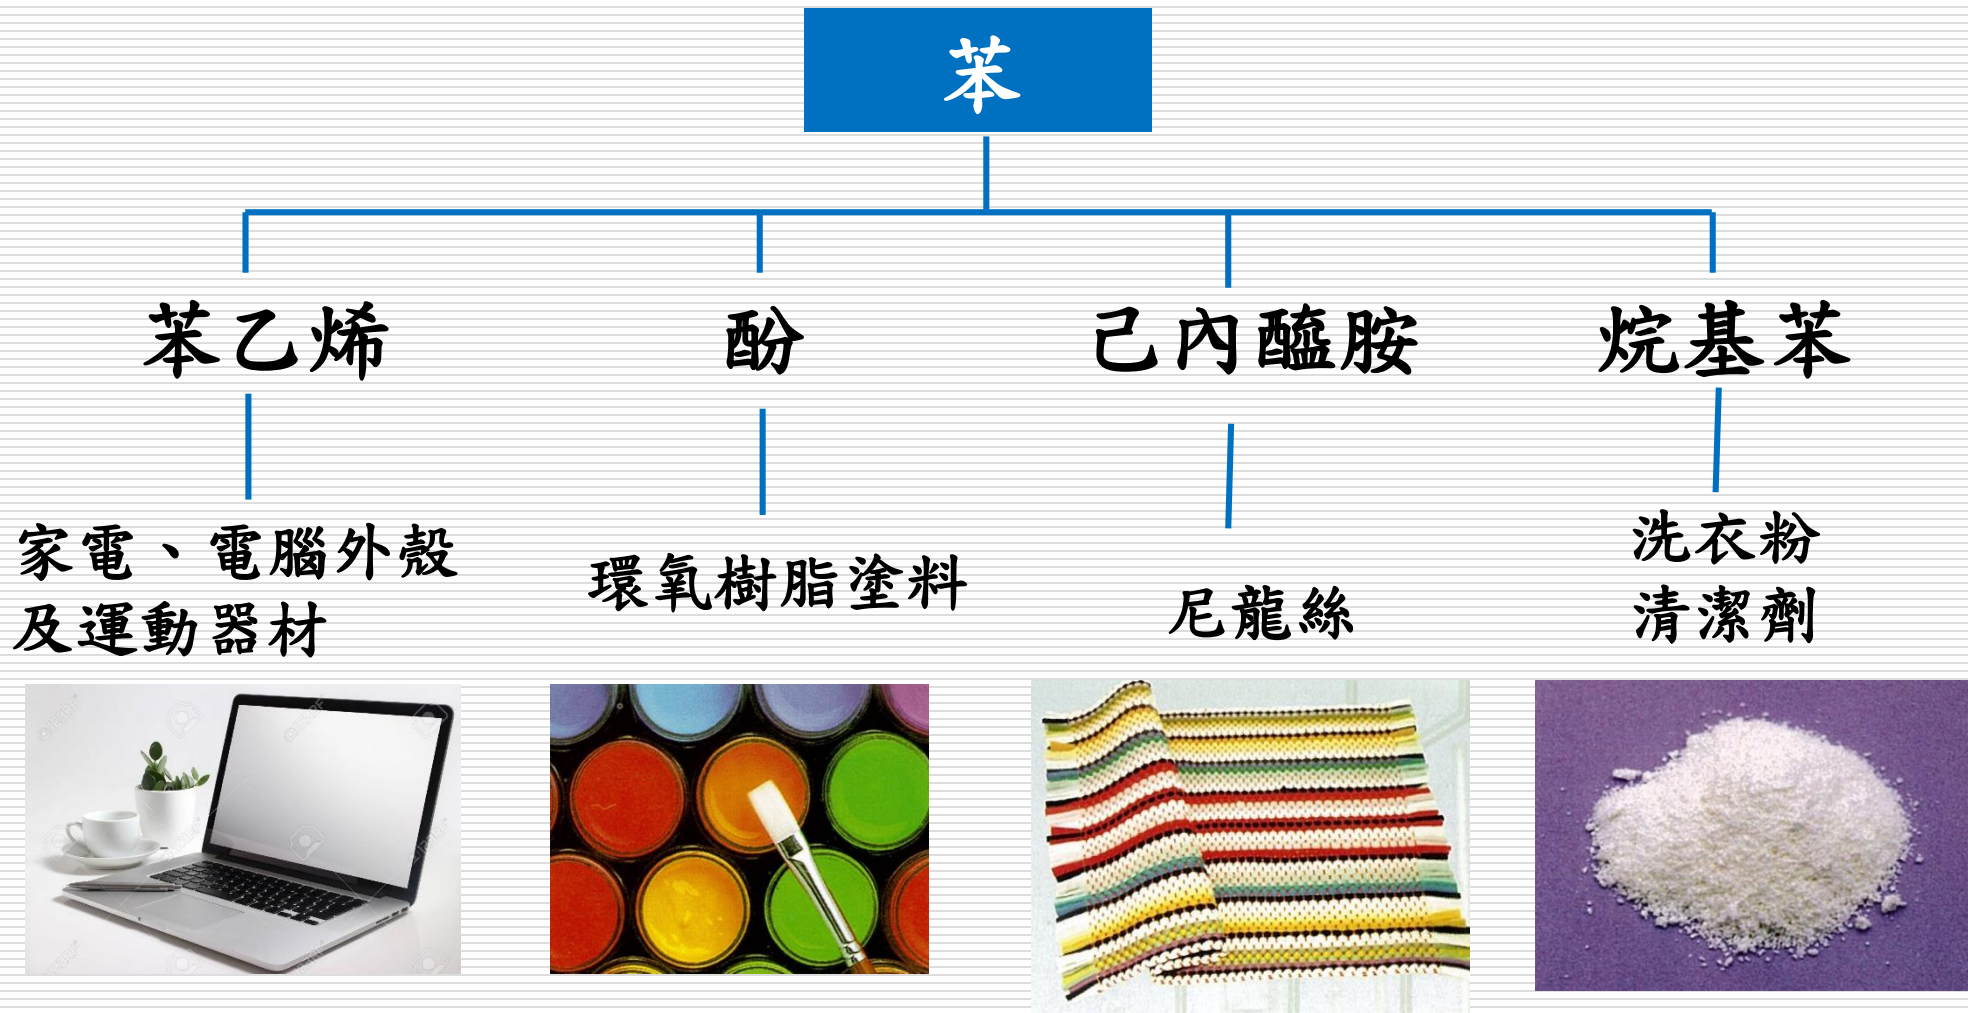 苯
苯乙烯
酚
己內醯胺
烷基苯
家電、電腦外殼
及運動器材
環氧樹脂塗料
尼龍絲
洗衣粉
清潔劑